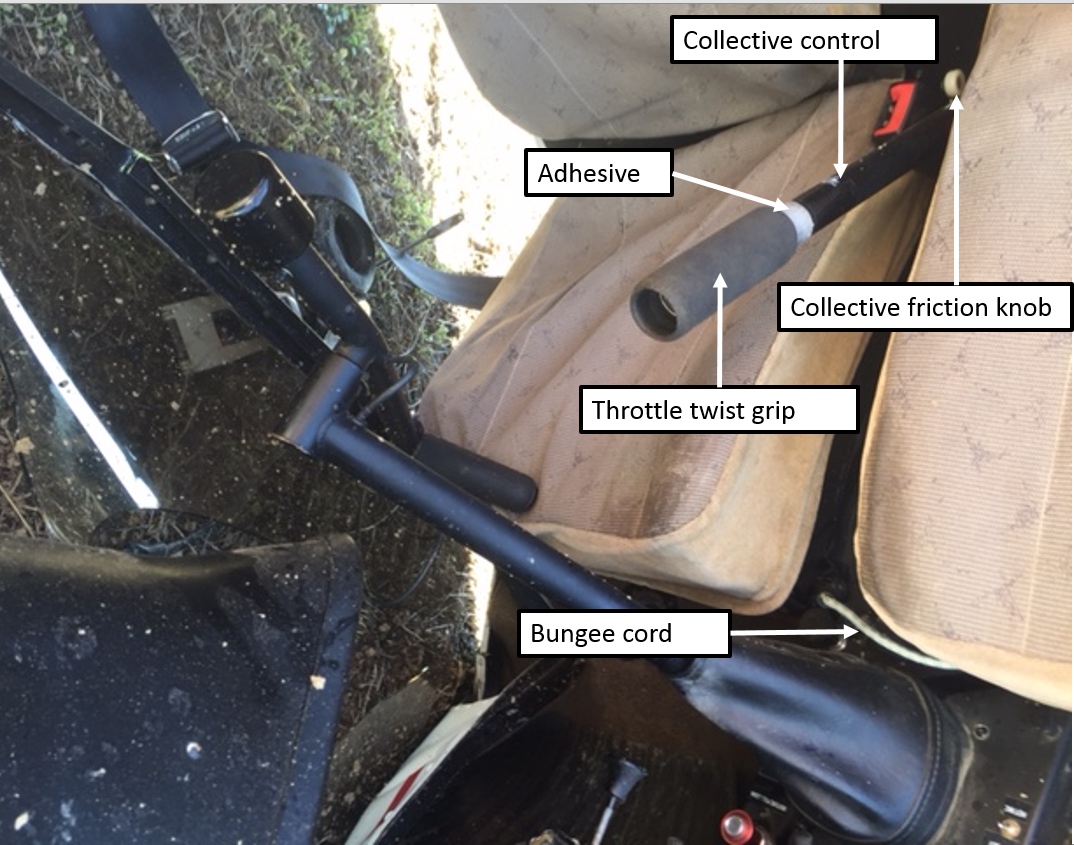 Collective control
Adhesive
Collective friction knob
Throttle twist grip
Bungee cord